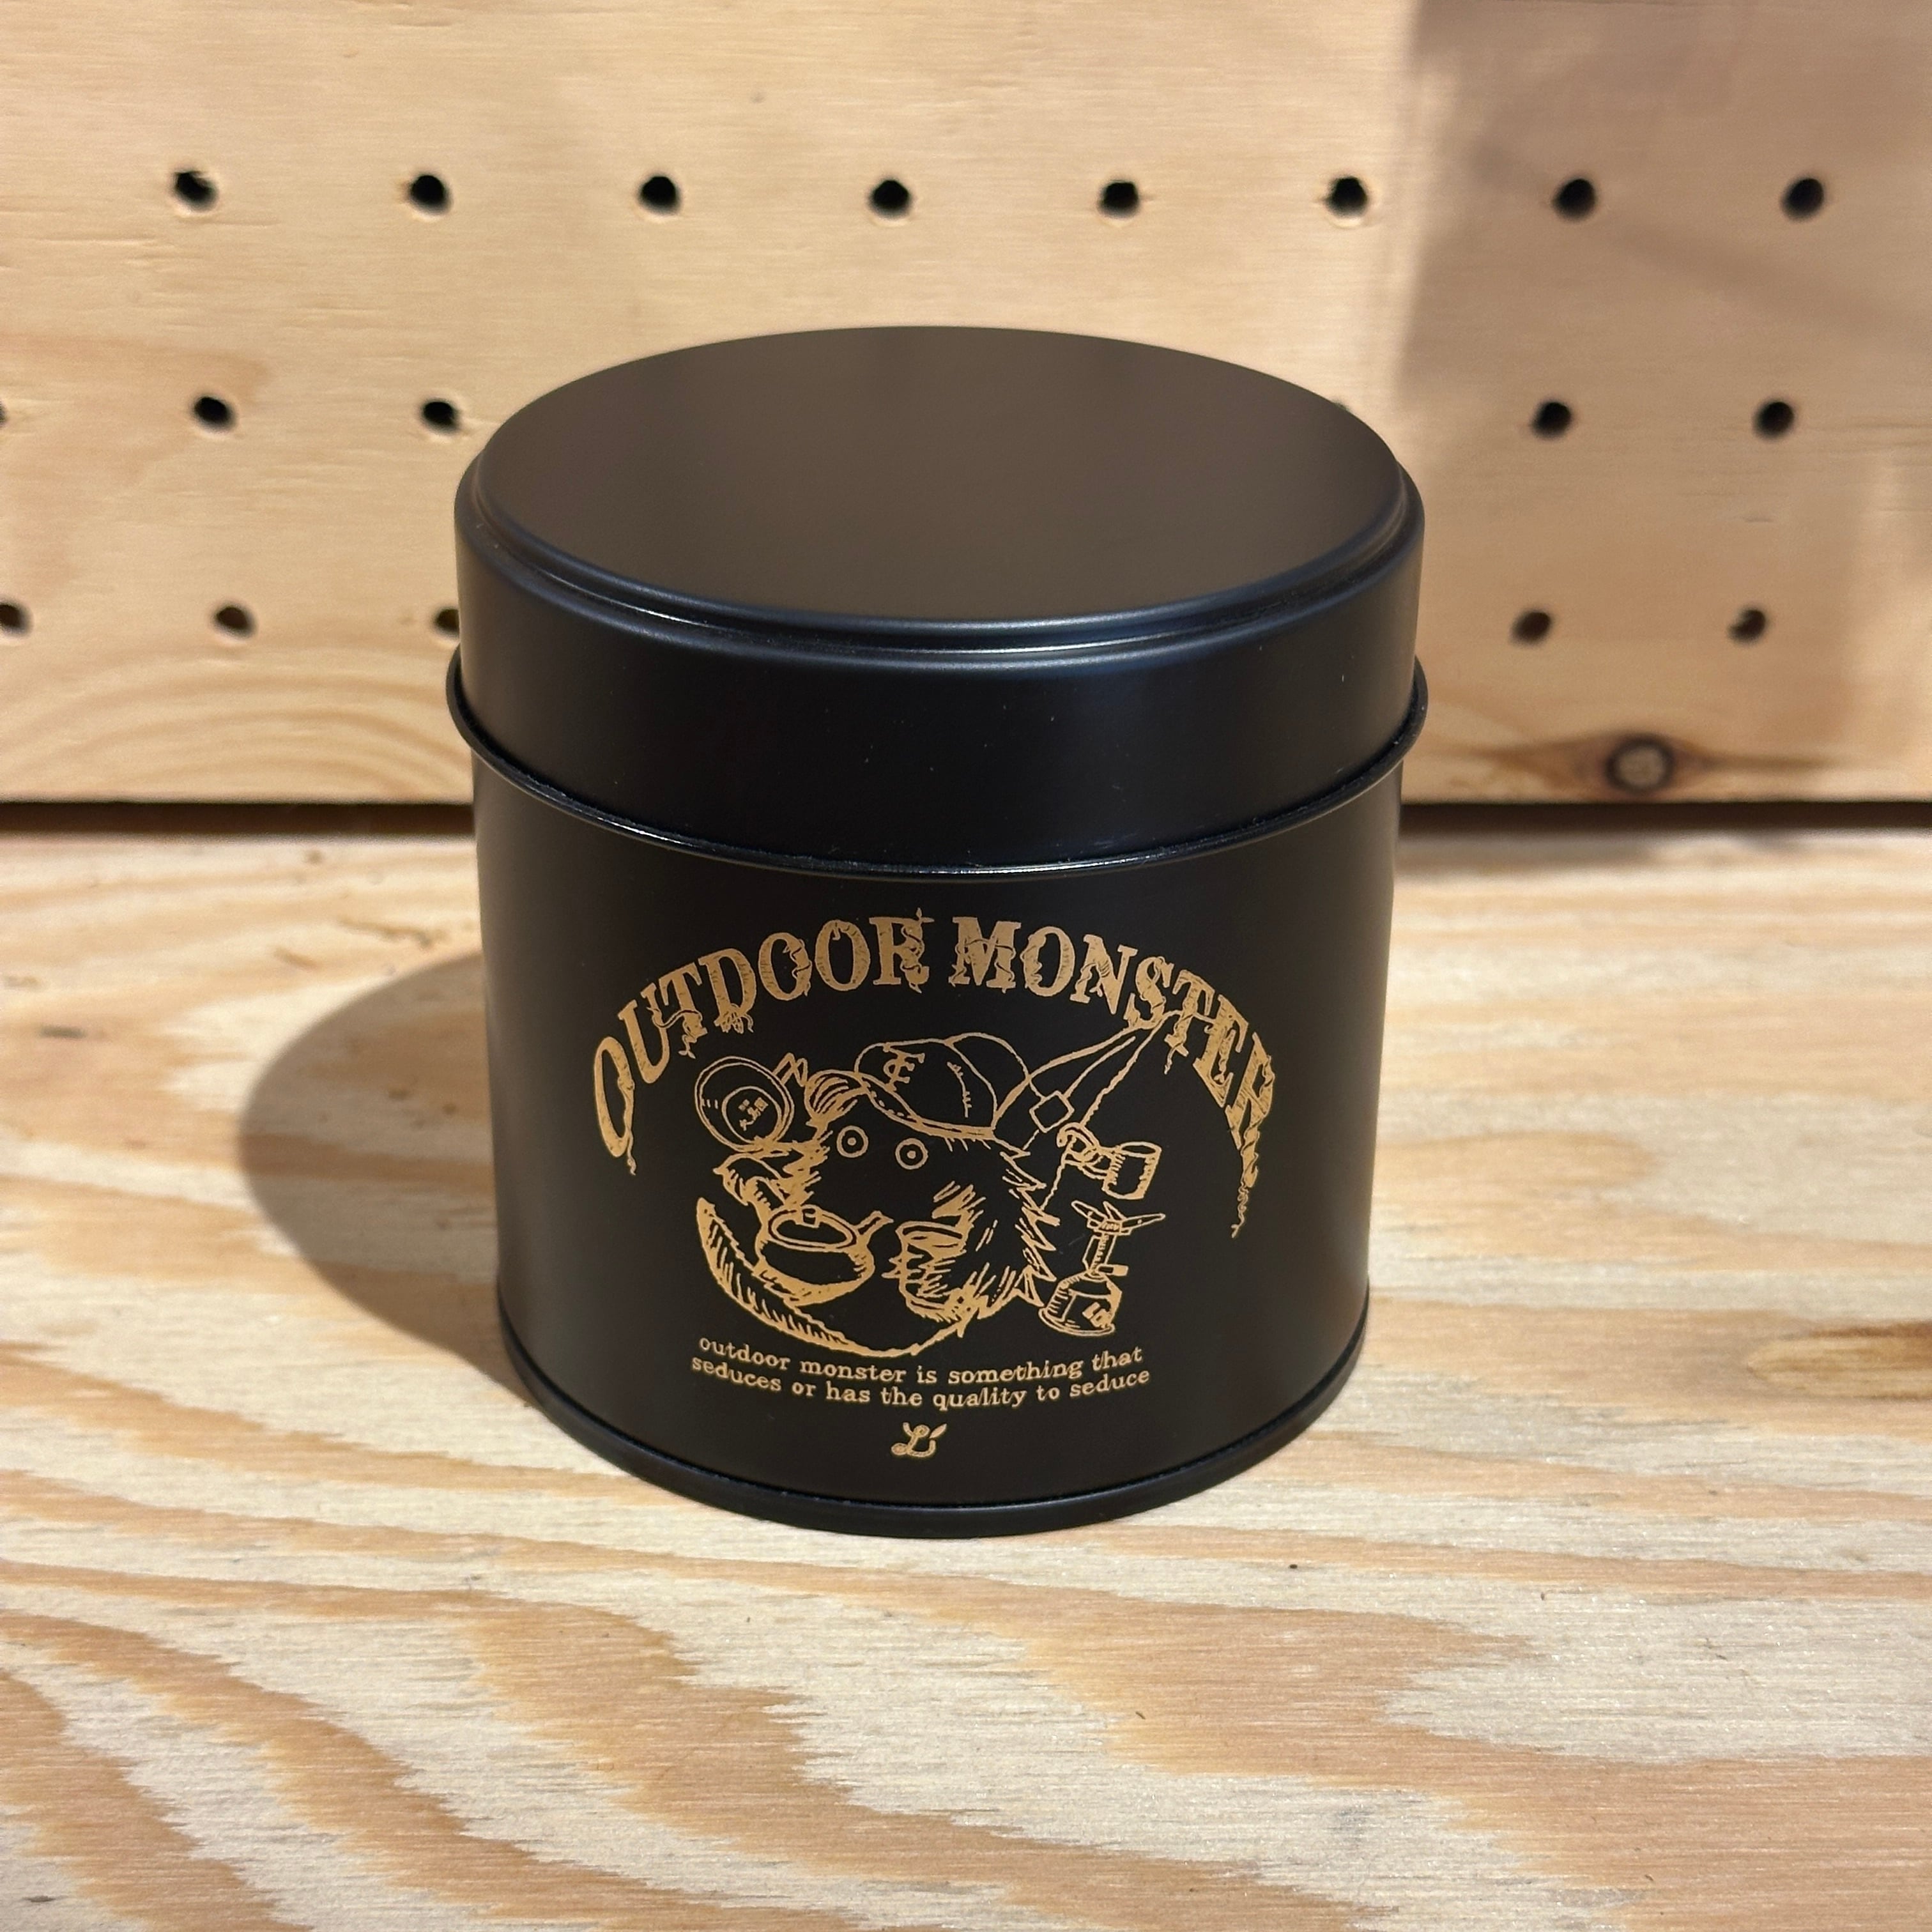 OUTDOOR MONSTER
outdoor monster is something that
seduces or has the quality to seduce